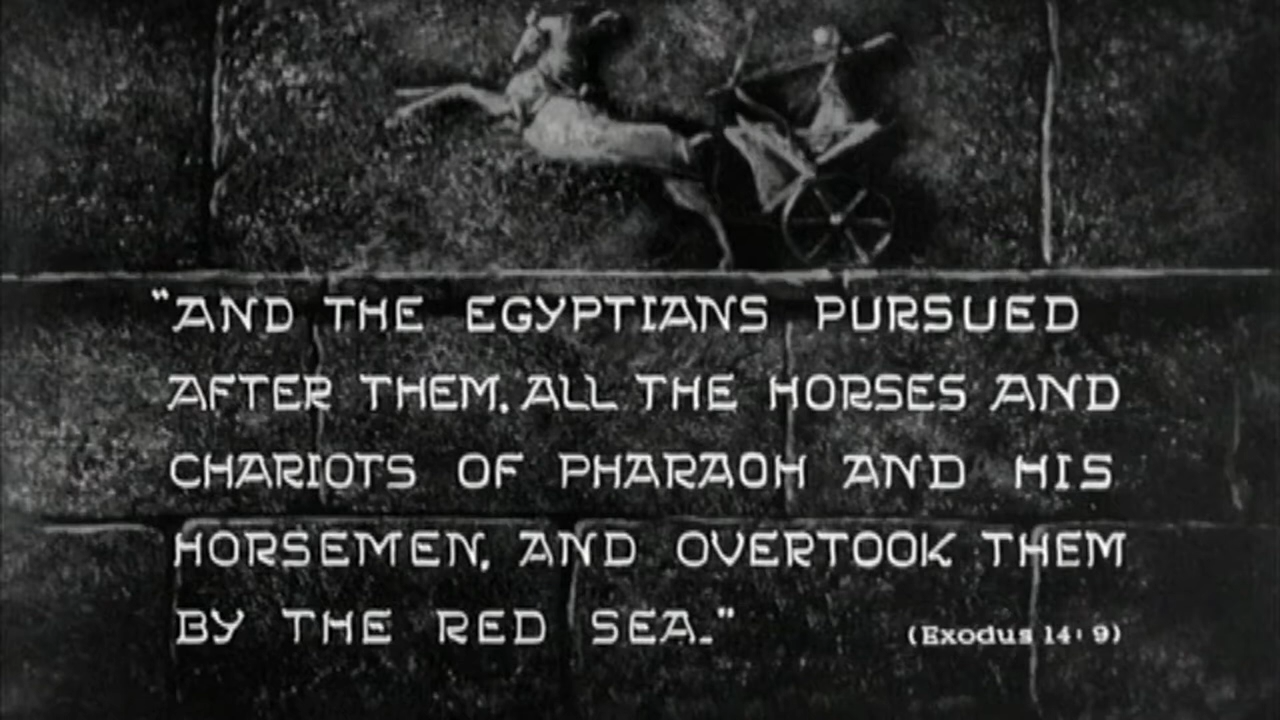 "AND THE EGYPTIANS PURSUED
AFTER THEM. ALL THE HORSES AND
CHARIOTS OF PHARAOH AND HIS
HORSEMEN, AND OVERTOOK THEM
BY THE RED SEA."
(Exodus 14: 9)